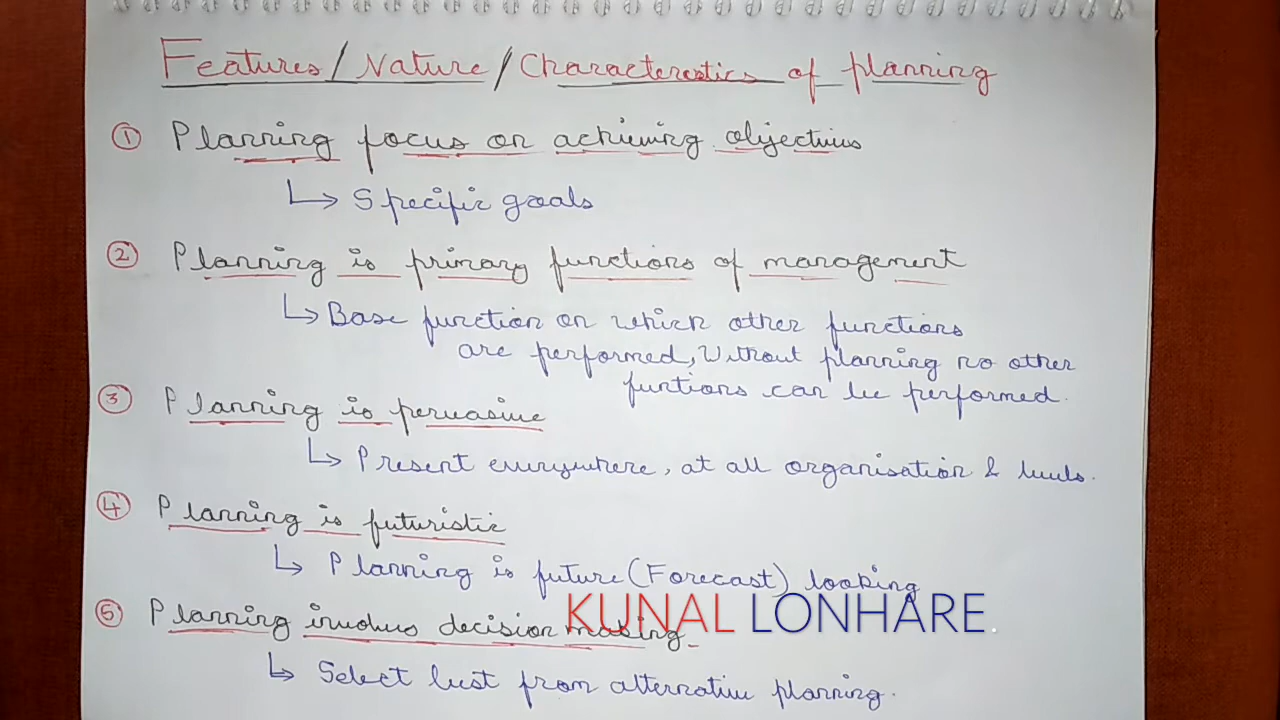 Features/Nature/Characterestics of planning
① Planning focus on achieving objectives
↳ Specific goals
② Planning is primary functions of management
↳ Base function on which other functions
are performed, Without planning no other
funtions can be performed.
③ Planning is pervasive
↳ Present everywhere, at all organisation & levels.
④ Planning is futuristic
↳ Planning is future (Forecast) looking
KUNAL LONHARE.
⑤ Planning involves decision making
↳ Select best from alternative planning.